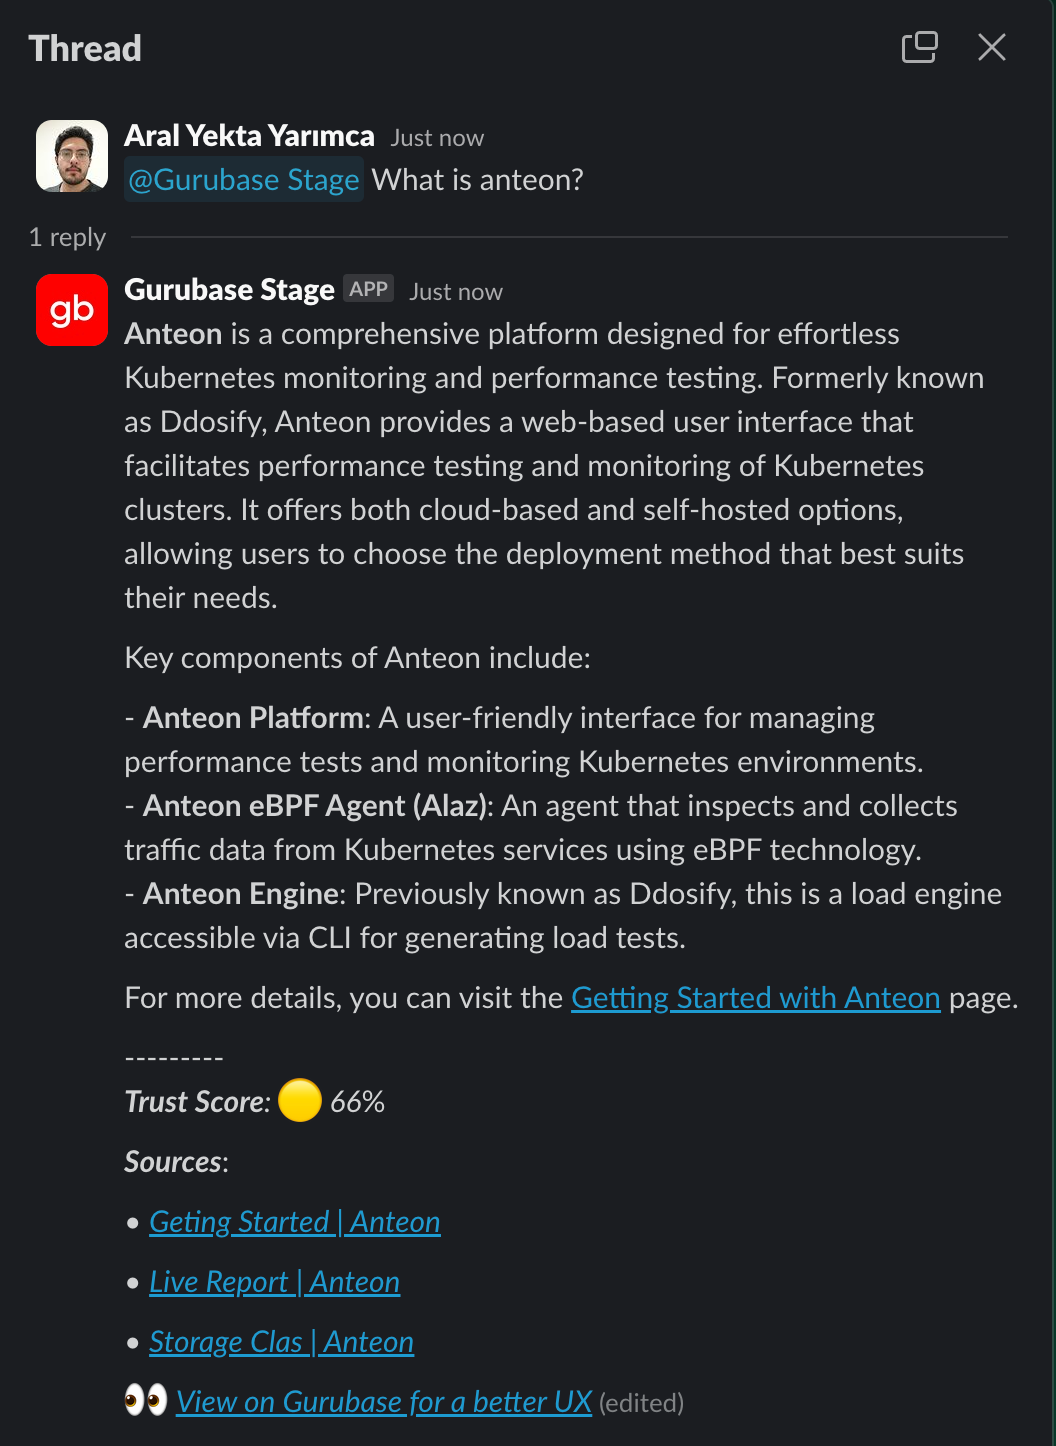 Thread
Aral Yekta Yarımca Just now
@Gurubase Stage What is anteon?
1 reply
gb
Gurubase Stage APP Just now
Anteon is a comprehensive platform designed for effortless
Kubernetes monitoring and performance testing. Formerly known
as Ddosify, Anteon provides a web-based user interface that
facilitates performance testing and monitoring of Kubernetes
clusters. It offers both cloud-based and self-hosted options,
allowing users to choose the deployment method that best suits
their needs.
Key components of Anteon include:
- Anteon Platform: A user-friendly interface for managing
performance tests and monitoring Kubernetes environments.
- Anteon eBPF Agent (Alaz): An agent that inspects and collects
traffic data from Kubernetes services using eBPF technology.
- Anteon Engine: Previously known as Ddosify, this is a load engine
accessible via CLI for generating load tests.
For more details, you can visit the Getting Started with Anteon page.
---------
Trust Score: 🟡 66%
Sources:
• Geting Started | Anteon
• Live Report | Anteon
• Storage Clas | Anteon
👀 View on Gurubase for a better UX (edited)